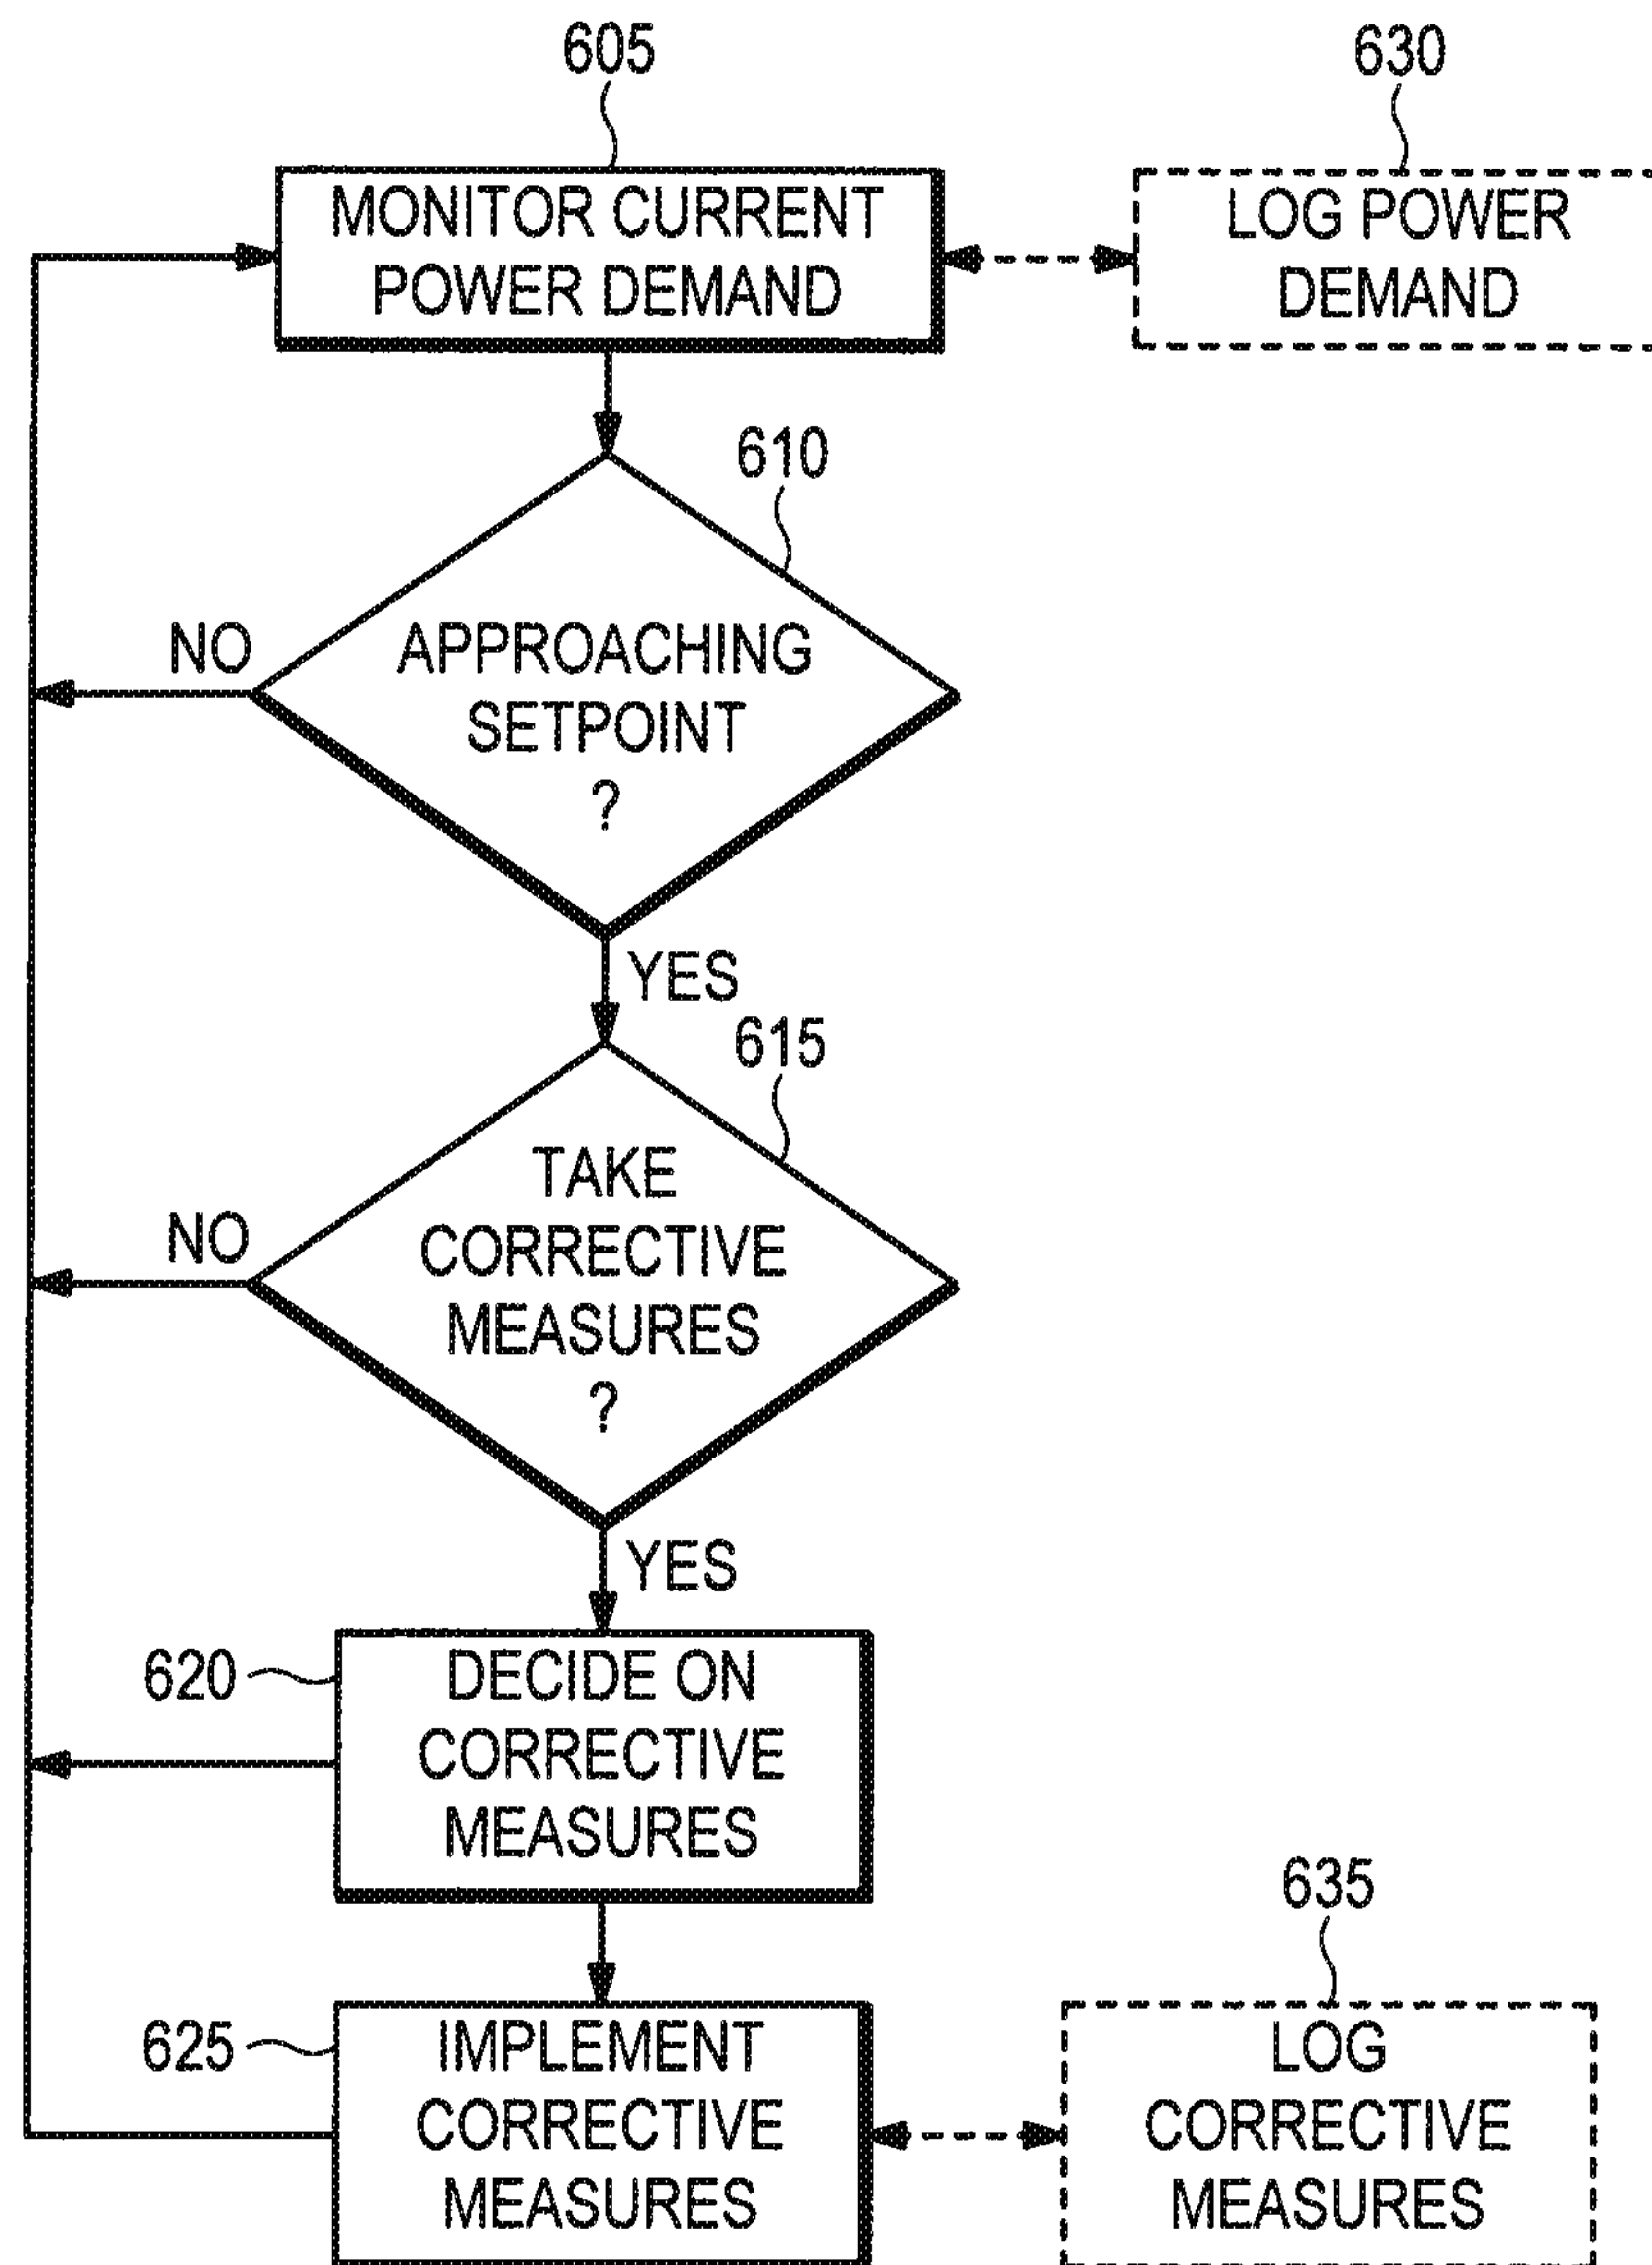 605
630
MONITOR CURRENT
POWER DEMAND
LOG POWER
DEMAND
610
NO
APPROACHING
SETPOINT
?
YES
615
NO
TAKE
CORRECTIVE
MEASURES
?
YES
620
DECIDE ON
CORRECTIVE
MEASURES
635
625
IMPLEMENT
CORRECTIVE
MEASURES
LOG
CORRECTIVE
MEASURES